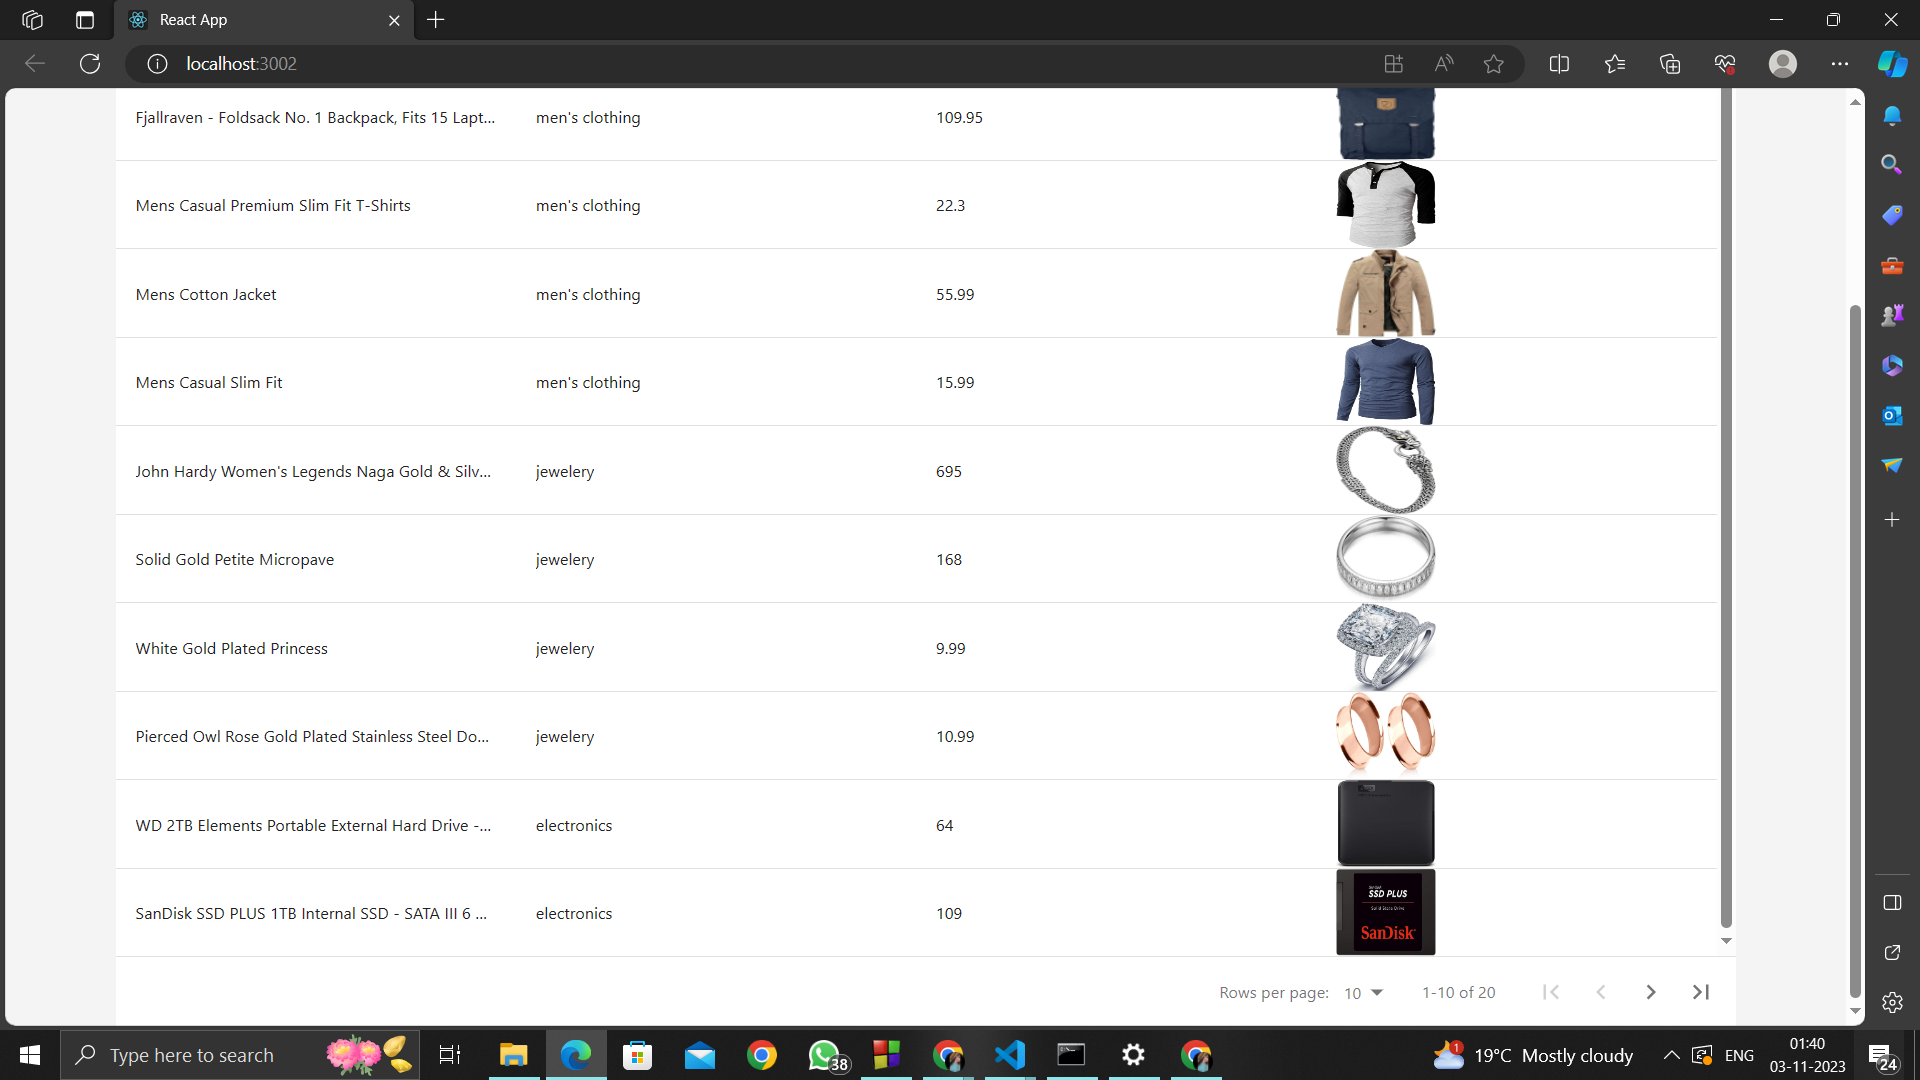 React App
localhost:3002
Fjallraven - Foldsack No. 1 Backpack, Fits 15 Lapt... men's clothing 109.95
Mens Casual Premium Slim Fit T-Shirts men's clothing 22.3
Mens Cotton Jacket men's clothing 55.99
Mens Casual Slim Fit men's clothing 15.99
John Hardy Women's Legends Naga Gold & Silv... jewelery 695
Solid Gold Petite Micropave jewelery 168
White Gold Plated Princess jewelery 9.99
Pierced Owl Rose Gold Plated Stainless Steel Do... jewelery 10.99
WD 2TB Elements Portable External Hard Drive -... electronics 64
SanDisk SSD PLUS 1TB Internal SSD - SATA III 6 ... electronics 109
SSD PLUS
SanDisk
Rows per page: 10 1-10 of 20
Type here to search
38
1
19°C Mostly cloudy
ENG
01:40
03-11-2023
24